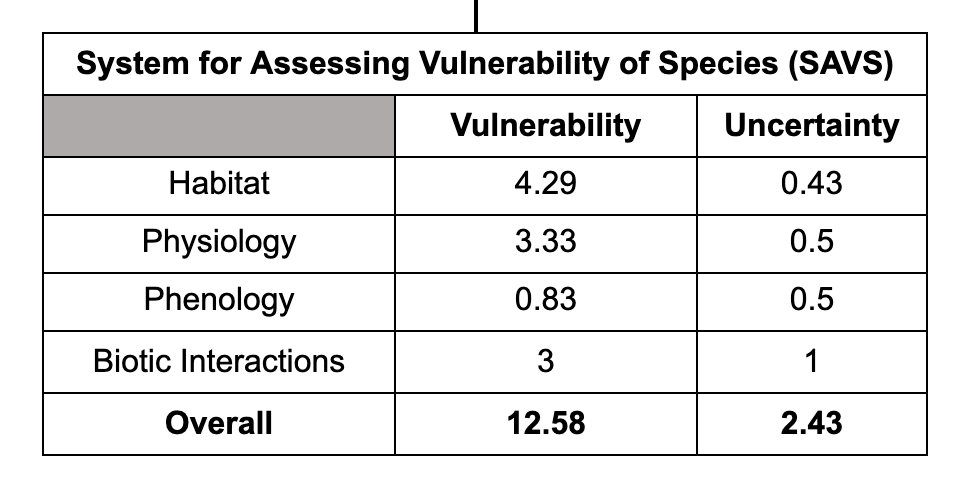 System for Assessing Vulnerability of Species (SAVS)
Vulnerability Uncertainty
Habitat 4.29 0.43
Physiology 3.33 0.5
Phenology 0.83 0.5
Biotic Interactions 3 1
Overall 12.58 2.43